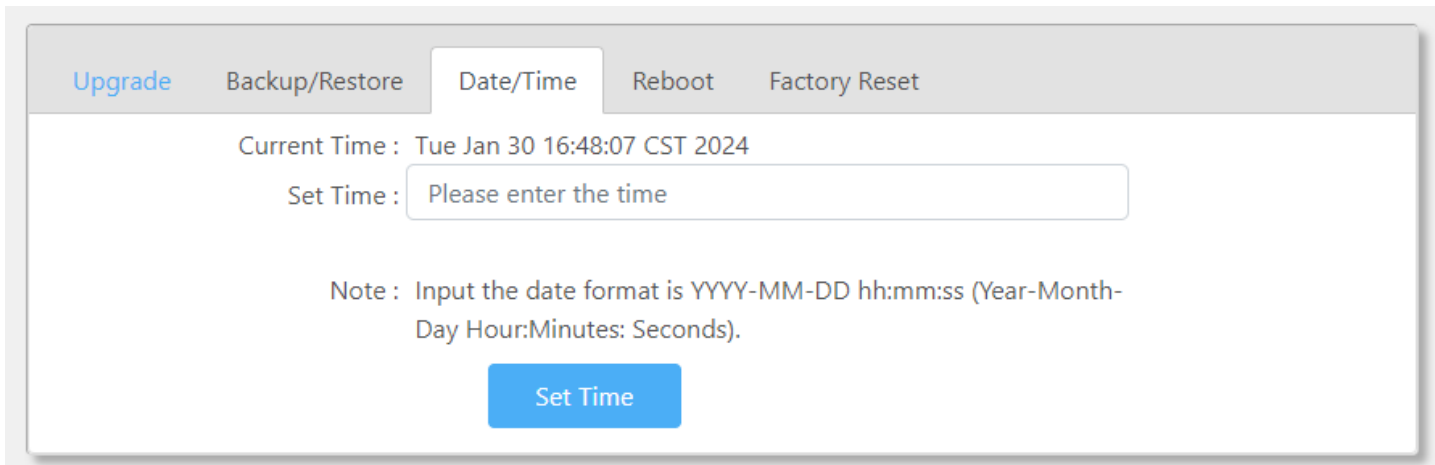 Upgrade Backup/Restore Date/Time Reboot Factory Reset
Current Time : Tue Jan 30 16:48:07 CST 2024
Set Time : Please enter the time
Note : Input the date format is YYYY-MM-DD hh:mm:ss (Year-Month-
Day Hour:Minutes: Seconds).
Set Time